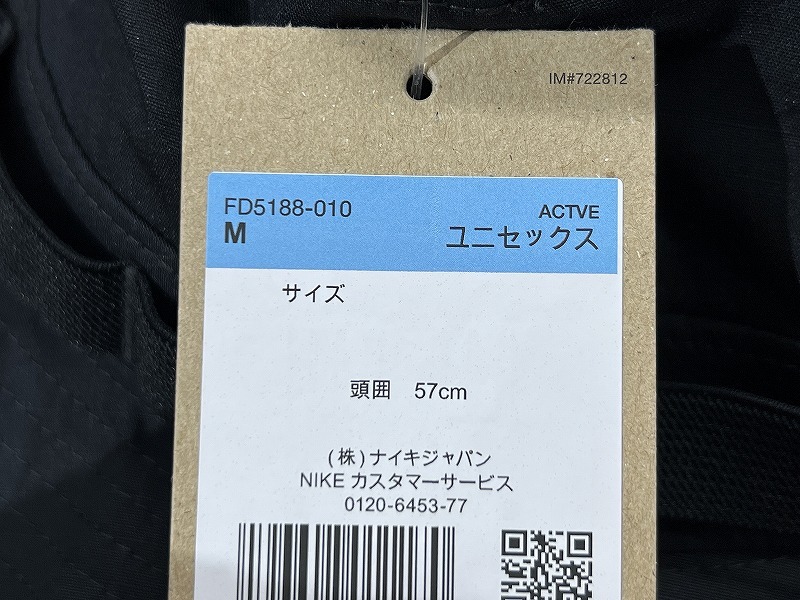 IM#722812
FD5188-010 ACTVE
M ユニセックス
サイズ
頭囲 57cm
(株)ナイキジャパン
NIKE カスタマーサービス
0120-6453-77